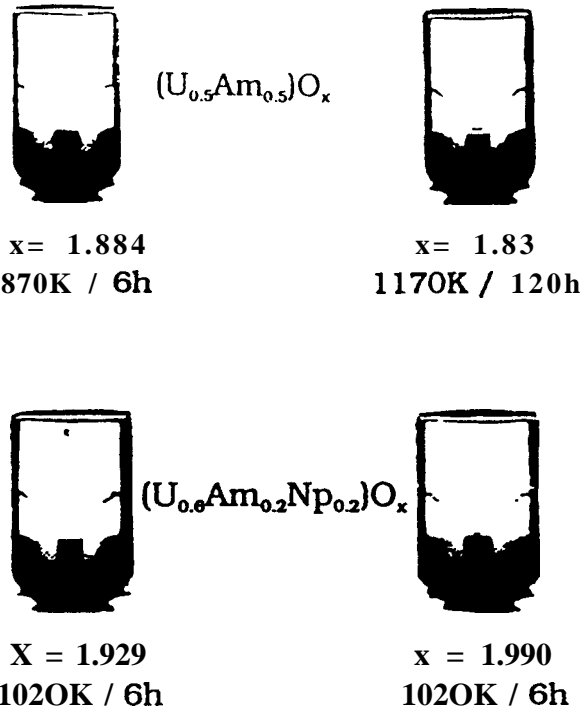 (U₀.₅Am₀.₅)Oₓ
x= 1.884
870K / 6h
x= 1.83
1170K / 120h
(U₀.₆Am₀.₂Np₀.₂)Oₓ
X = 1.929
102OK / 6h
x = 1.990
102OK / 6h